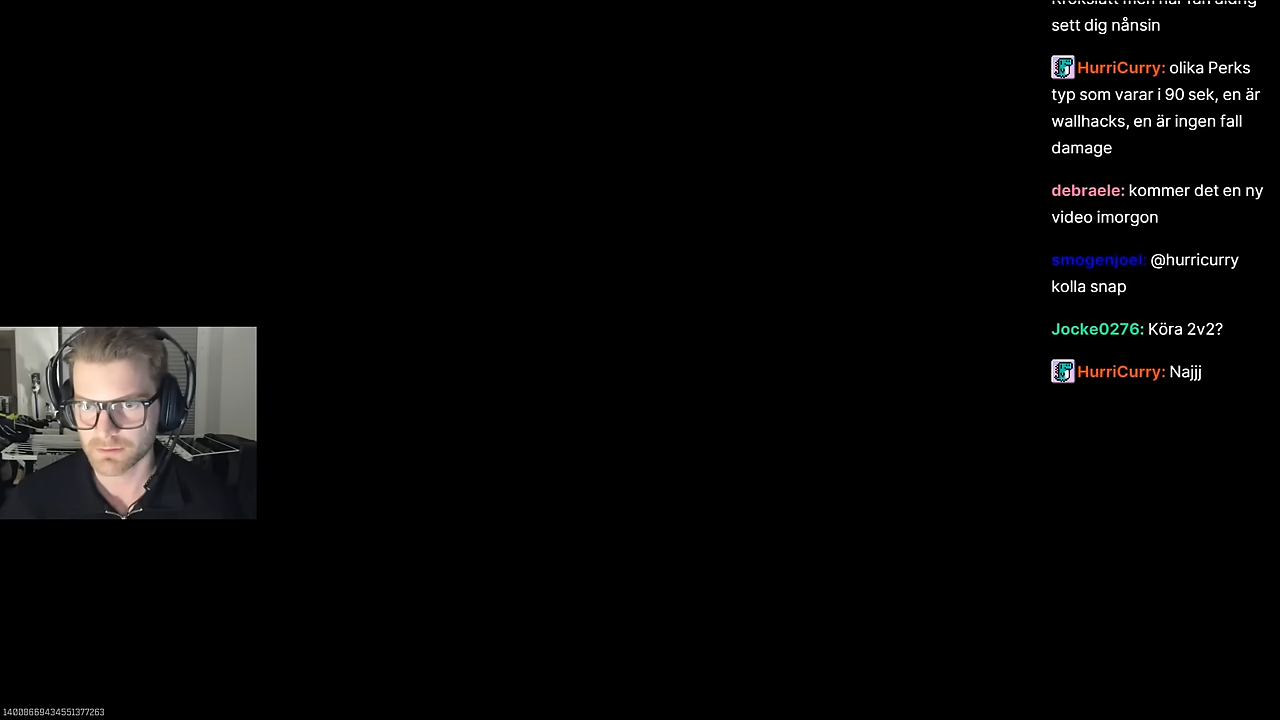 sett dig nånsin
HurriCurry: olika Perks
typ som varar i 90 sek, en är
wallhacks, en är ingen fall
damage
debraele: kommer det en ny
video imorgon
smogenjoel: @hurricurry
kolla snap
Jocke0276: Köra 2v2?
HurriCurry: Najjj
14008669434551377263